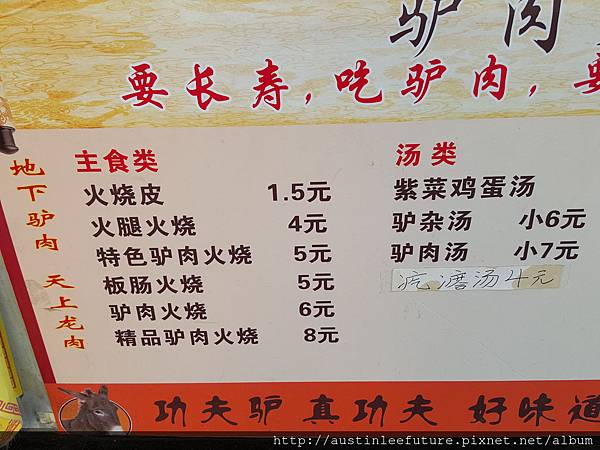 驴肉
要长寿,吃驴肉,要
地下驴肉 天上龙肉
主食类
火烧皮 1.5元
火腿火烧 4元
特色驴肉火烧 5元
板肠火烧 5元
驴肉火烧 6元
精品驴肉火烧 8元
汤类
紫菜鸡蛋汤
驴杂汤 小6元
驴肉汤 小7元
汤4元
功夫驴 真功夫 好味道
http://austinleefuture.pixnet.net/album